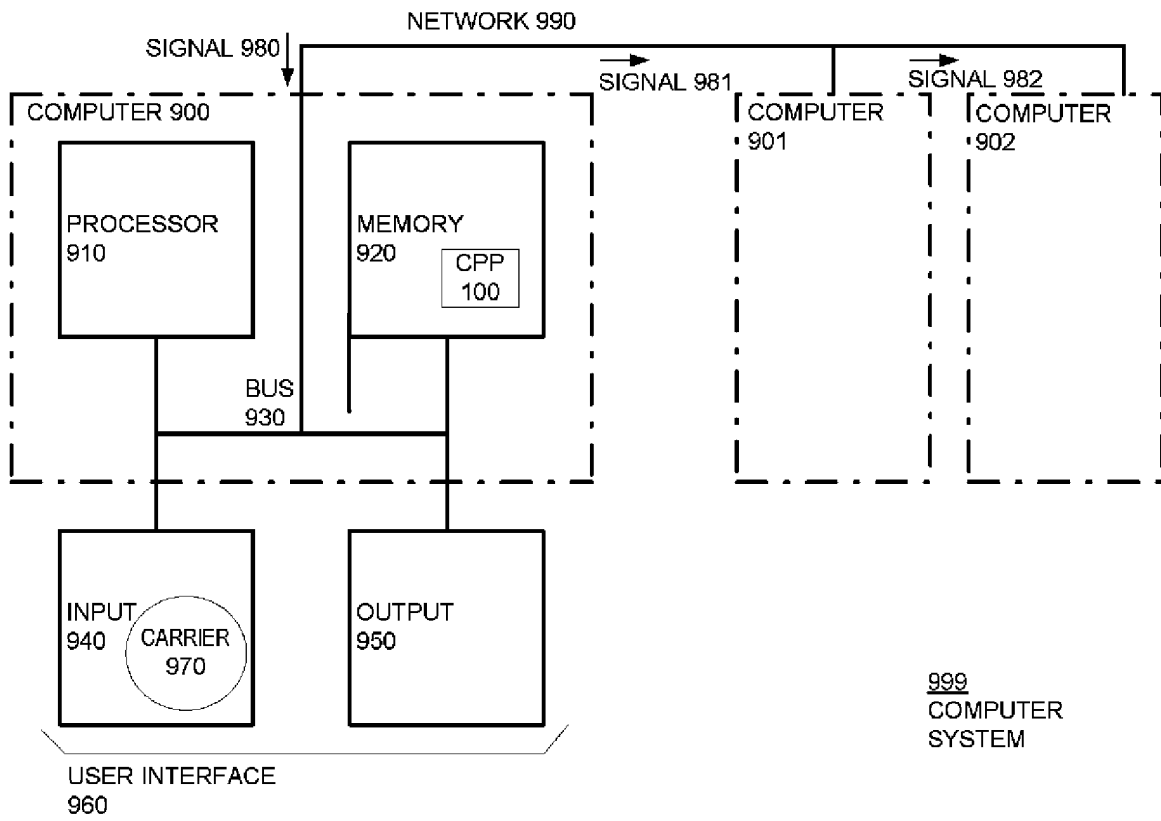 NETWORK 990
SIGNAL 980
SIGNAL 981
SIGNAL 982
COMPUTER 900
COMPUTER
901
COMPUTER
902
PROCESSOR
910
MEMORY
920
CPP
100
BUS
930
INPUT
940
CARRIER
970
OUTPUT
950
999
COMPUTER
SYSTEM
USER INTERFACE
960